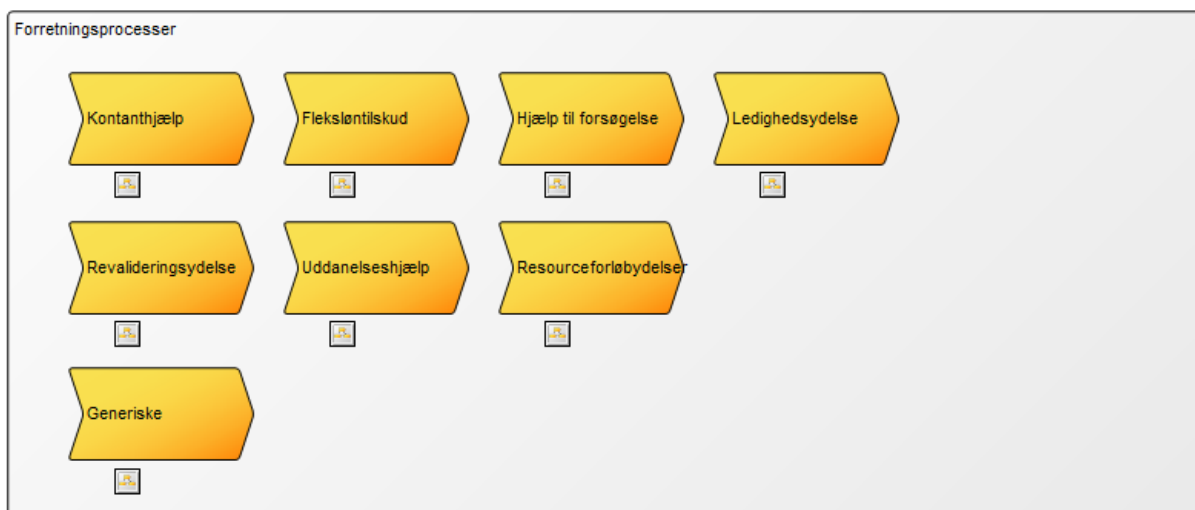 Forretningsprocesser
Kontanthjælp
Fleksløntilskud
Hjælp til forsøgelse
Ledighedsydelse
Revalideringsydelse
Uddanelseshjælp
Resourceforløbydelser
Generiske